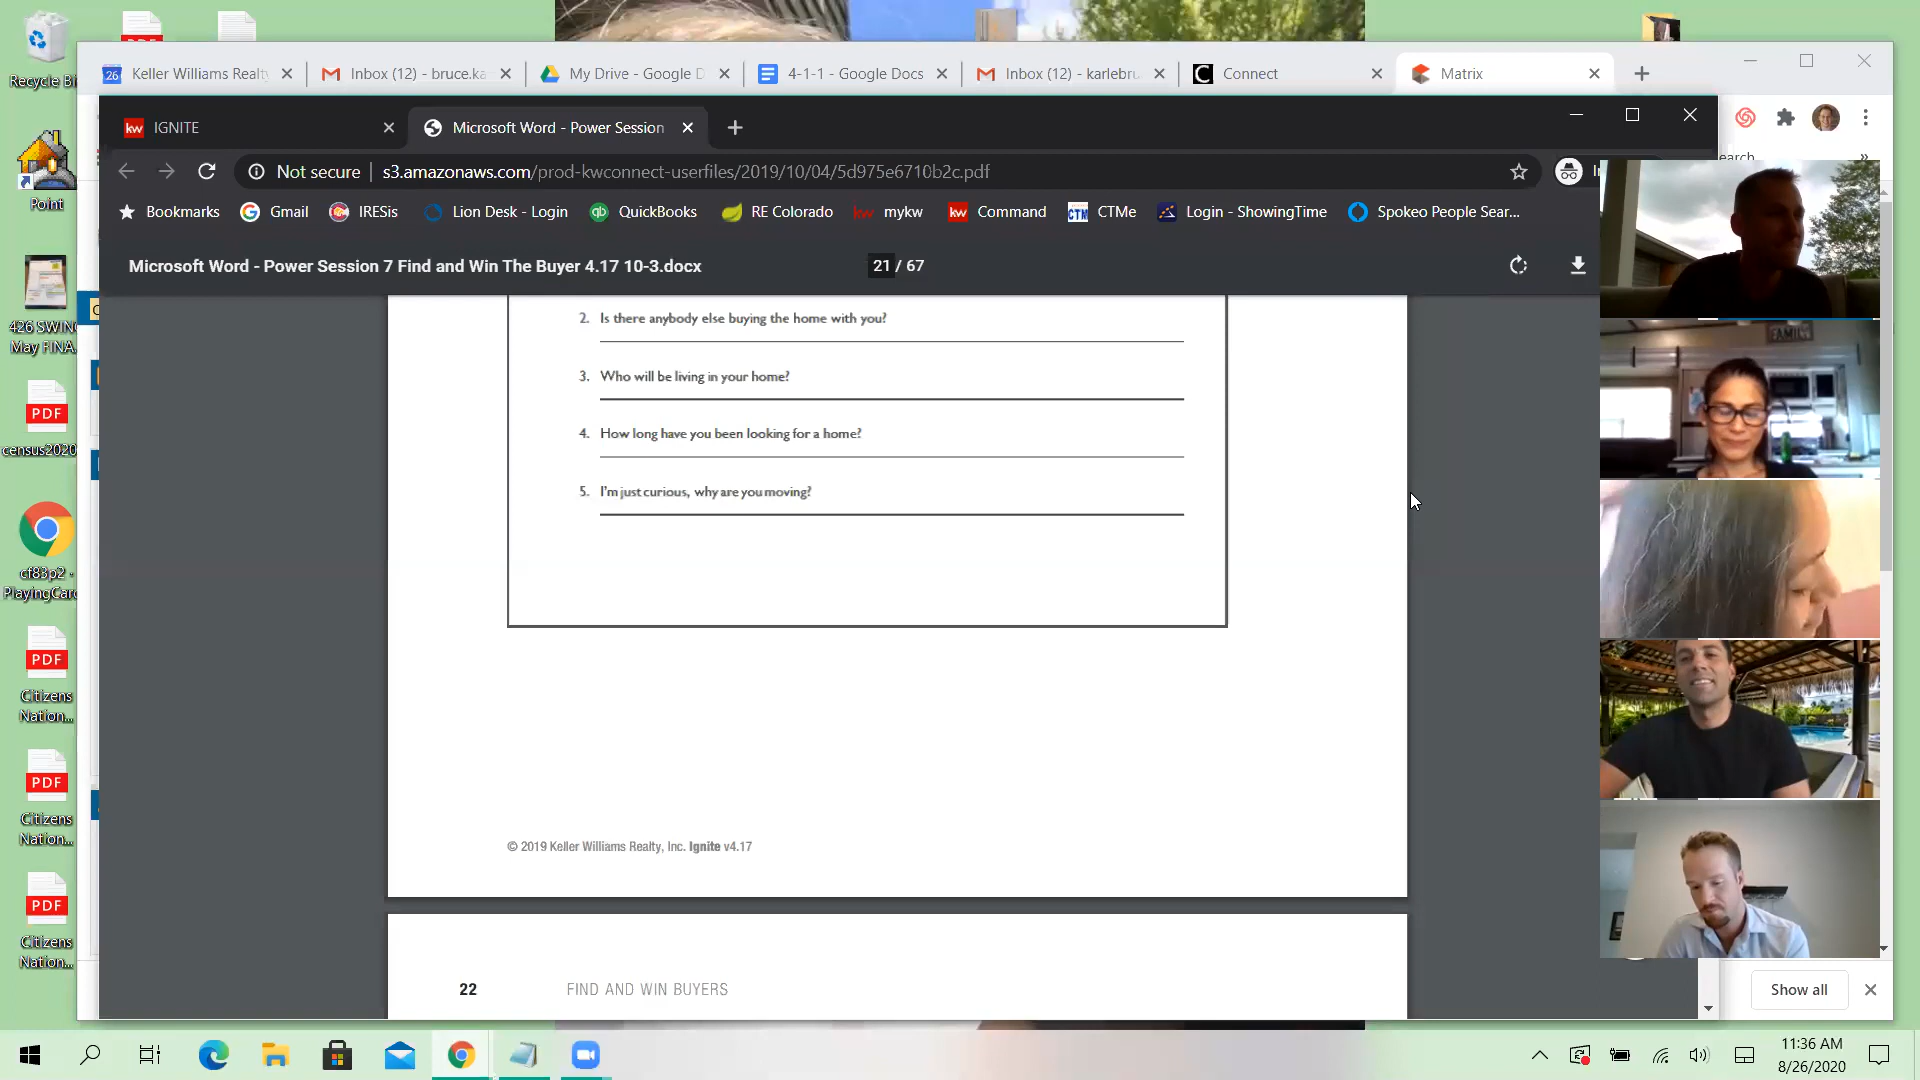 Recycle Bi
Keller Williams Realt
Inbox (12) - bruce.ka
My Drive - Google D
4-1-1 - Google Docs
Inbox (12) - karlebru
Connect
Matrix
IGNITE
Microsoft Word - Power Session
Not secure
s3.amazonaws.com/prod-kwconnect-userfiles/2019/10/04/5d975e6710b2c.pdf
earch
Bookmarks
Gmail
IRESis
Lion Desk - Login
QuickBooks
RE Colorado
mykw
Command
CTMe
Login - ShowingTime
Spokeo People Sear...
Microsoft Word - Power Session 7 Find and Win The Buyer 4.17 10-3.docx
21 / 67
2. Is there anybody else buying the home with you?
3. Who will be living in your home?
4. How long have you been looking for a home?
5. I'm just curious, why are you moving?
© 2019 Keller Williams Realty, Inc. Ignite v4.17
22 FIND AND WIN BUYERS
Point
426 SWING
May FINA
PDF
census2020
cf83p2 -
PlayingCard
PDF
Citizens
Nation...
PDF
Citizens
Nation...
PDF
Citizens
Nation...
FAMILY
Show all
11:36 AM
8/26/2020